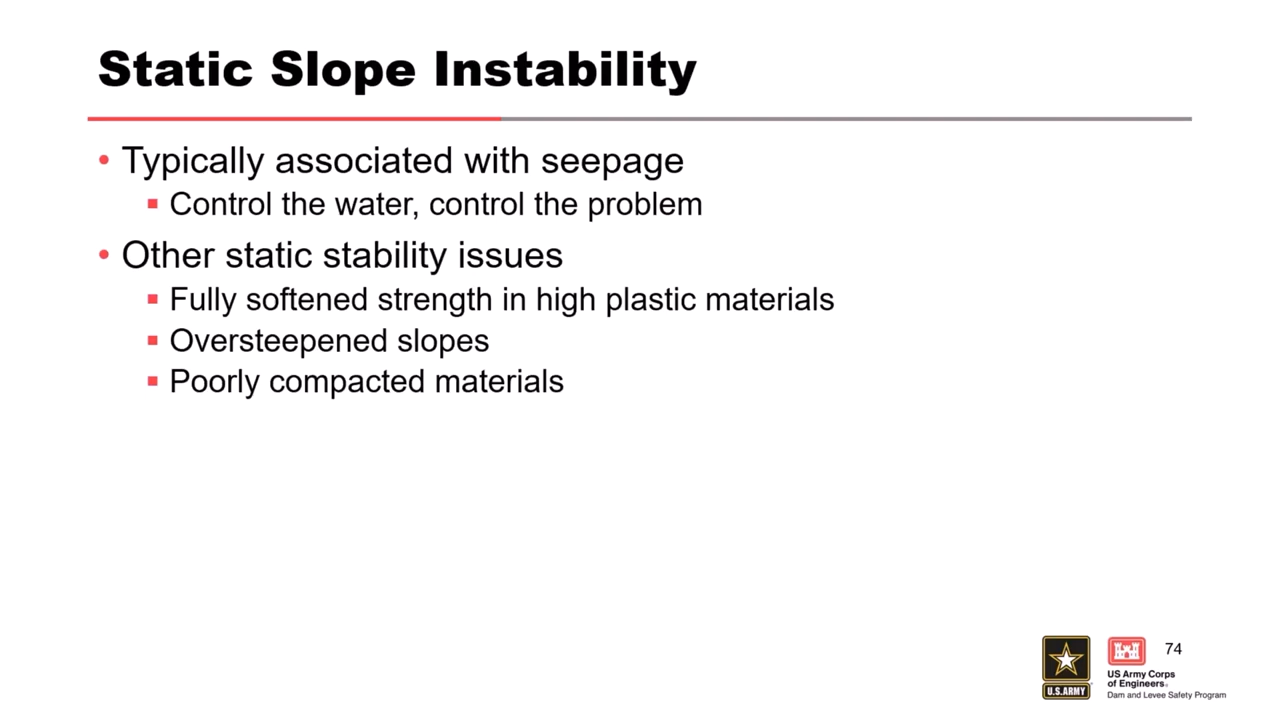 Static Slope Instability
• Typically associated with seepage
▪ Control the water, control the problem
• Other static stability issues
▪ Fully softened strength in high plastic materials
▪ Oversteepened slopes
▪ Poorly compacted materials
74
U.S.ARMY
US Army Corps
of Engineers®
Dam and Levee Safety Program